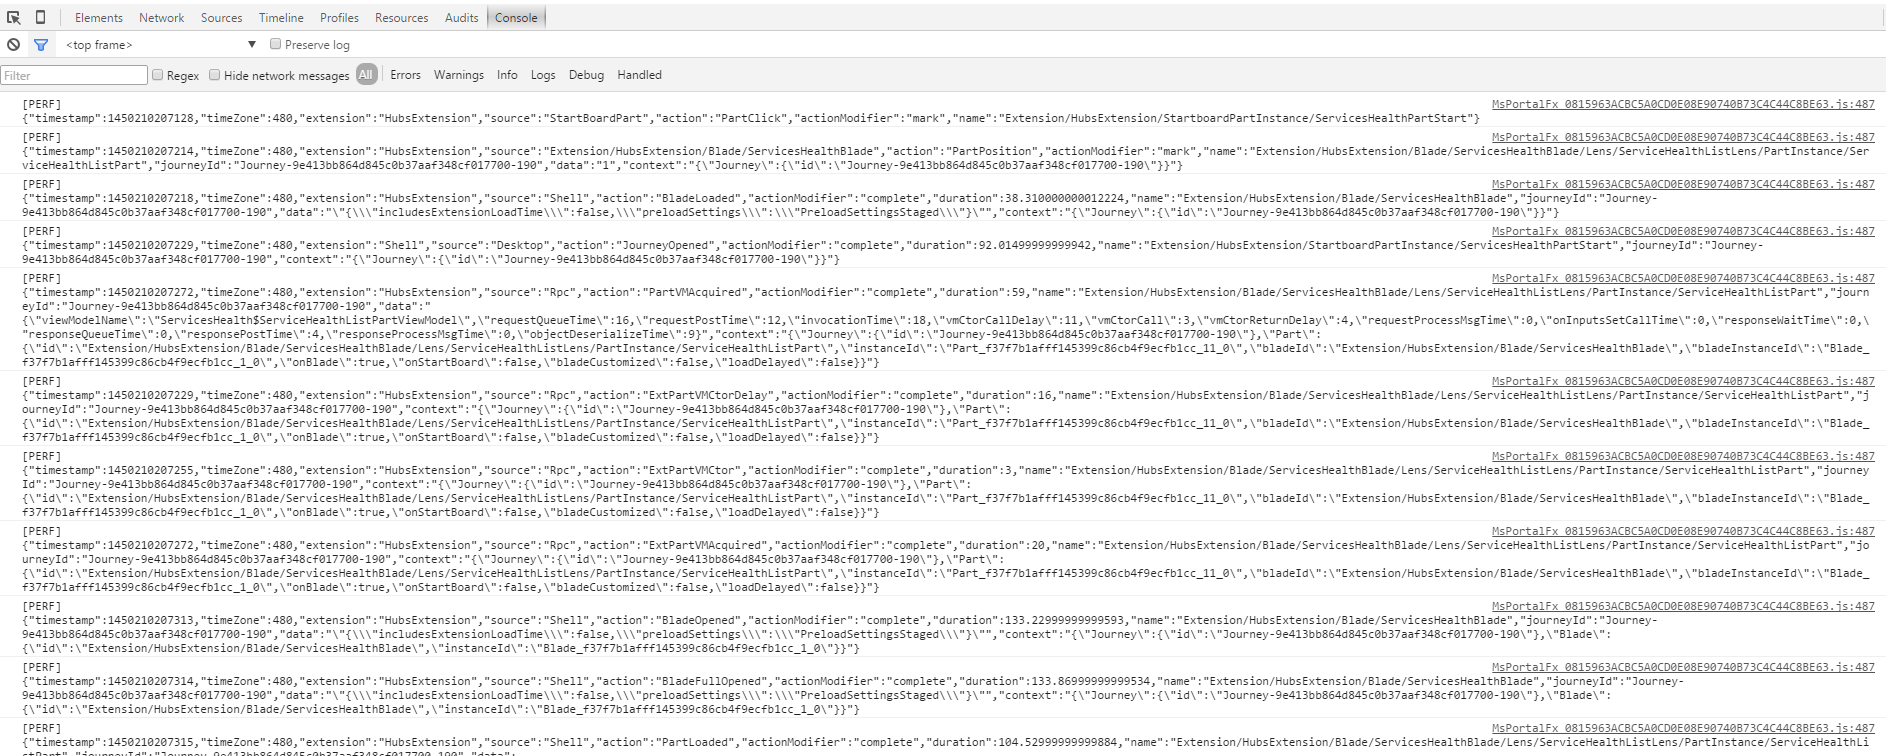 Elements Network Sources Timeline Profiles Resources Audits Console
<top frame> ▼ Preserve log
Filter Regex Hide network messages All Errors Warnings Info Logs Debug Handled
[PERF] MsPortalFx_0815963ACBC5A0CD0E08E90740B73C4C44C8BE63.js:487
{"timestamp":1450210207128,"timeZone":480,"extension":"HubsExtension","source":"StartBoardPart","action":"PartClick","actionModifier":"mark","name":"Extension/HubsExtension/StartboardPartInstance/ServicesHealthPartStart"}
[PERF] MsPortalFx_0815963ACBC5A0CD0E08E90740B73C4C44C8BE63.js:487
{"timestamp":1450210207214,"timeZone":480,"extension":"HubsExtension","source":"Extension/HubsExtension/Blade/ServicesHealthBlade","action":"PartPosition","actionModifier":"mark","name":"Extension/HubsExtension/Blade/ServicesHealthBlade/Lens/ServiceHealthListLens/PartInstance/Ser
viceHealthListPart","journeyId":"Journey-9e413bb864d845c0b37aaf348cf017700-190","data":"1","context":"{\"Journey\":{\"id\":\"Journey-9e413bb864d845c0b37aaf348cf017700-190\"}}"}
[PERF] MsPortalFx_0815963ACBC5A0CD0E08E90740B73C4C44C8BE63.js:487
{"timestamp":1450210207218,"timeZone":480,"extension":"HubsExtension","source":"Shell","action":"BladeLoaded","actionModifier":"complete","duration":38.310000000012224,"name":"Extension/HubsExtension/Blade/ServicesHealthBlade","journeyId":"Journey-
9e413bb864d845c0b37aaf348cf017700-190","data":"\"{\\\"includesExtensionLoadTime\\\":false,\\\"preloadSettings\\\":\\\"PreloadSettingsStaged\\\"}\"","context":"{\"Journey\":{\"id\":\"Journey-9e413bb864d845c0b37aaf348cf017700-190\"}}"}
[PERF] MsPortalFx_0815963ACBC5A0CD0E08E90740B73C4C44C8BE63.js:487
{"timestamp":1450210207229,"timeZone":480,"extension":"Shell","source":"Desktop","action":"JourneyOpened","actionModifier":"complete","duration":92.01499999999942,"name":"Extension/HubsExtension/StartboardPartInstance/ServicesHealthPartStart","journeyId":"Journey-
9e413bb864d845c0b37aaf348cf017700-190","context":"{\"Journey\":{\"id\":\"Journey-9e413bb864d845c0b37aaf348cf017700-190\"}}"}
[PERF] MsPortalFx_0815963ACBC5A0CD0E08E90740B73C4C44C8BE63.js:487
{"timestamp":1450210207272,"timeZone":480,"extension":"HubsExtension","source":"Rpc","action":"PartVMAcquired","actionModifier":"complete","duration":59,"name":"Extension/HubsExtension/Blade/ServicesHealthBlade/Lens/ServiceHealthListLens/PartInstance/ServiceHealthListPart","journ
eyId":"Journey-9e413bb864d845c0b37aaf348cf017700-190","data":"
{\"viewModelName\":\"ServicesHealth$ServiceHealthListPartViewModel\",\"requestQueueTime\":16,\"requestPostTime\":12,\"invocationTime\":18,\"vmCtorCallDelay\":11,\"vmCtorCall\":3,\"vmCtorReturnDelay\":4,\"requestProcessMsgTime\":0,\"onInputsSetCallTime\":0,\"responseWaitTime\":0,\
"responseQueueTime\":0,\"responsePostTime\":4,\"responseProcessMsgTime\":0,\"objectDeserializeTime\":9}","context":"{\"Journey\":{\"id\":\"Journey-9e413bb864d845c0b37aaf348cf017700-190\"},\"Part\":
{\"id\":\"Extension/HubsExtension/Blade/ServicesHealthBlade/Lens/ServiceHealthListLens/PartInstance/ServiceHealthListPart\",\"instanceId\":\"Part_f37f7b1afff145399c86cb4f9ecfb1cc_11_0\",\"bladeId\":\"Extension/HubsExtension/Blade/ServicesHealthBlade\",\"bladeInstanceId\":\"Blade_
f37f7b1afff145399c86cb4f9ecfb1cc_1_0\",\"onBlade\":true,\"onStartBoard\":false,\"bladeCustomized\":false,\"loadDelayed\":false}}"}
[PERF] MsPortalFx_0815963ACBC5A0CD0E08E90740B73C4C44C8BE63.js:487
{"timestamp":1450210207229,"timeZone":480,"extension":"HubsExtension","source":"Rpc","action":"ExtPartVMCtorDelay","actionModifier":"complete","duration":16,"name":"Extension/HubsExtension/Blade/ServicesHealthBlade/Lens/ServiceHealthListLens/PartInstance/ServiceHealthListPart","j
ourneyId":"Journey-9e413bb864d845c0b37aaf348cf017700-190","context":"{\"Journey\":{\"id\":\"Journey-9e413bb864d845c0b37aaf348cf017700-190\"},\"Part\":
{\"id\":\"Extension/HubsExtension/Blade/ServicesHealthBlade/Lens/ServiceHealthListLens/PartInstance/ServiceHealthListPart\",\"instanceId\":\"Part_f37f7b1afff145399c86cb4f9ecfb1cc_11_0\",\"bladeId\":\"Extension/HubsExtension/Blade/ServicesHealthBlade\",\"bladeInstanceId\":\"Blade_
f37f7b1afff145399c86cb4f9ecfb1cc_1_0\",\"onBlade\":true,\"onStartBoard\":false,\"bladeCustomized\":false,\"loadDelayed\":false}}"}
[PERF] MsPortalFx_0815963ACBC5A0CD0E08E90740B73C4C44C8BE63.js:487
{"timestamp":1450210207255,"timeZone":480,"extension":"HubsExtension","source":"Rpc","action":"ExtPartVMCtor","actionModifier":"complete","duration":3,"name":"Extension/HubsExtension/Blade/ServicesHealthBlade/Lens/ServiceHealthListLens/PartInstance/ServiceHealthListPart","journey
Id":"Journey-9e413bb864d845c0b37aaf348cf017700-190","context":"{\"Journey\":{\"id\":\"Journey-9e413bb864d845c0b37aaf348cf017700-190\"},\"Part\":
{\"id\":\"Extension/HubsExtension/Blade/ServicesHealthBlade/Lens/ServiceHealthListLens/PartInstance/ServiceHealthListPart\",\"instanceId\":\"Part_f37f7b1afff145399c86cb4f9ecfb1cc_11_0\",\"bladeId\":\"Extension/HubsExtension/Blade/ServicesHealthBlade\",\"bladeInstanceId\":\"Blade_
f37f7b1afff145399c86cb4f9ecfb1cc_1_0\",\"onBlade\":true,\"onStartBoard\":false,\"bladeCustomized\":false,\"loadDelayed\":false}}"}
[PERF] MsPortalFx_0815963ACBC5A0CD0E08E90740B73C4C44C8BE63.js:487
{"timestamp":1450210207272,"timeZone":480,"extension":"HubsExtension","source":"Rpc","action":"ExtPartVMAcquired","actionModifier":"complete","duration":20,"name":"Extension/HubsExtension/Blade/ServicesHealthBlade/Lens/ServiceHealthListLens/PartInstance/ServiceHealthListPart","jo
urneyId":"Journey-9e413bb864d845c0b37aaf348cf017700-190","context":"{\"Journey\":{\"id\":\"Journey-9e413bb864d845c0b37aaf348cf017700-190\"},\"Part\":
{\"id\":\"Extension/HubsExtension/Blade/ServicesHealthBlade/Lens/ServiceHealthListLens/PartInstance/ServiceHealthListPart\",\"instanceId\":\"Part_f37f7b1afff145399c86cb4f9ecfb1cc_11_0\",\"bladeId\":\"Extension/HubsExtension/Blade/ServicesHealthBlade\",\"bladeInstanceId\":\"Blade_
f37f7b1afff145399c86cb4f9ecfb1cc_1_0\",\"onBlade\":true,\"onStartBoard\":false,\"bladeCustomized\":false,\"loadDelayed\":false}}"}
[PERF] MsPortalFx_0815963ACBC5A0CD0E08E90740B73C4C44C8BE63.js:487
{"timestamp":1450210207313,"timeZone":480,"extension":"HubsExtension","source":"Shell","action":"BladeOpened","actionModifier":"complete","duration":133.22999999999593,"name":"Extension/HubsExtension/Blade/ServicesHealthBlade","journeyId":"Journey-
9e413bb864d845c0b37aaf348cf017700-190","data":"\"{\\\"includesExtensionLoadTime\\\":false,\\\"preloadSettings\\\":\\\"PreloadSettingsStaged\\\"}\"","context":"{\"Journey\":{\"id\":\"Journey-9e413bb864d845c0b37aaf348cf017700-190\"},\"Blade\":
{\"id\":\"Extension/HubsExtension/Blade/ServicesHealthBlade\",\"instanceId\":\"Blade_f37f7b1afff145399c86cb4f9ecfb1cc_1_0\"}}"}
[PERF] MsPortalFx_0815963ACBC5A0CD0E08E90740B73C4C44C8BE63.js:487
{"timestamp":1450210207314,"timeZone":480,"extension":"HubsExtension","source":"Shell","action":"BladeFullOpened","actionModifier":"complete","duration":133.86999999999534,"name":"Extension/HubsExtension/Blade/ServicesHealthBlade","journeyId":"Journey-
9e413bb864d845c0b37aaf348cf017700-190","data":"\"{\\\"includesExtensionLoadTime\\\":false,\\\"preloadSettings\\\":\\\"PreloadSettingsStaged\\\"}\"","context":"{\"Journey\":{\"id\":\"Journey-9e413bb864d845c0b37aaf348cf017700-190\"},\"Blade\":
{\"id\":\"Extension/HubsExtension/Blade/ServicesHealthBlade\",\"instanceId\":\"Blade_f37f7b1afff145399c86cb4f9ecfb1cc_1_0\"}}"}
[PERF] MsPortalFx_0815963ACBC5A0CD0E08E90740B73C4C44C8BE63.js:487
{"timestamp":1450210207315,"timeZone":480,"extension":"HubsExtension","source":"Shell","action":"PartLoaded","actionModifier":"complete","duration":104.52999999999884,"name":"Extension/HubsExtension/Blade/ServicesHealthBlade/Lens/ServiceHealthListLens/PartInstance/ServiceHealthLi
stPart","journeyId":"Journey-9e413bb864d845c0b37aaf348cf017700-190","data":